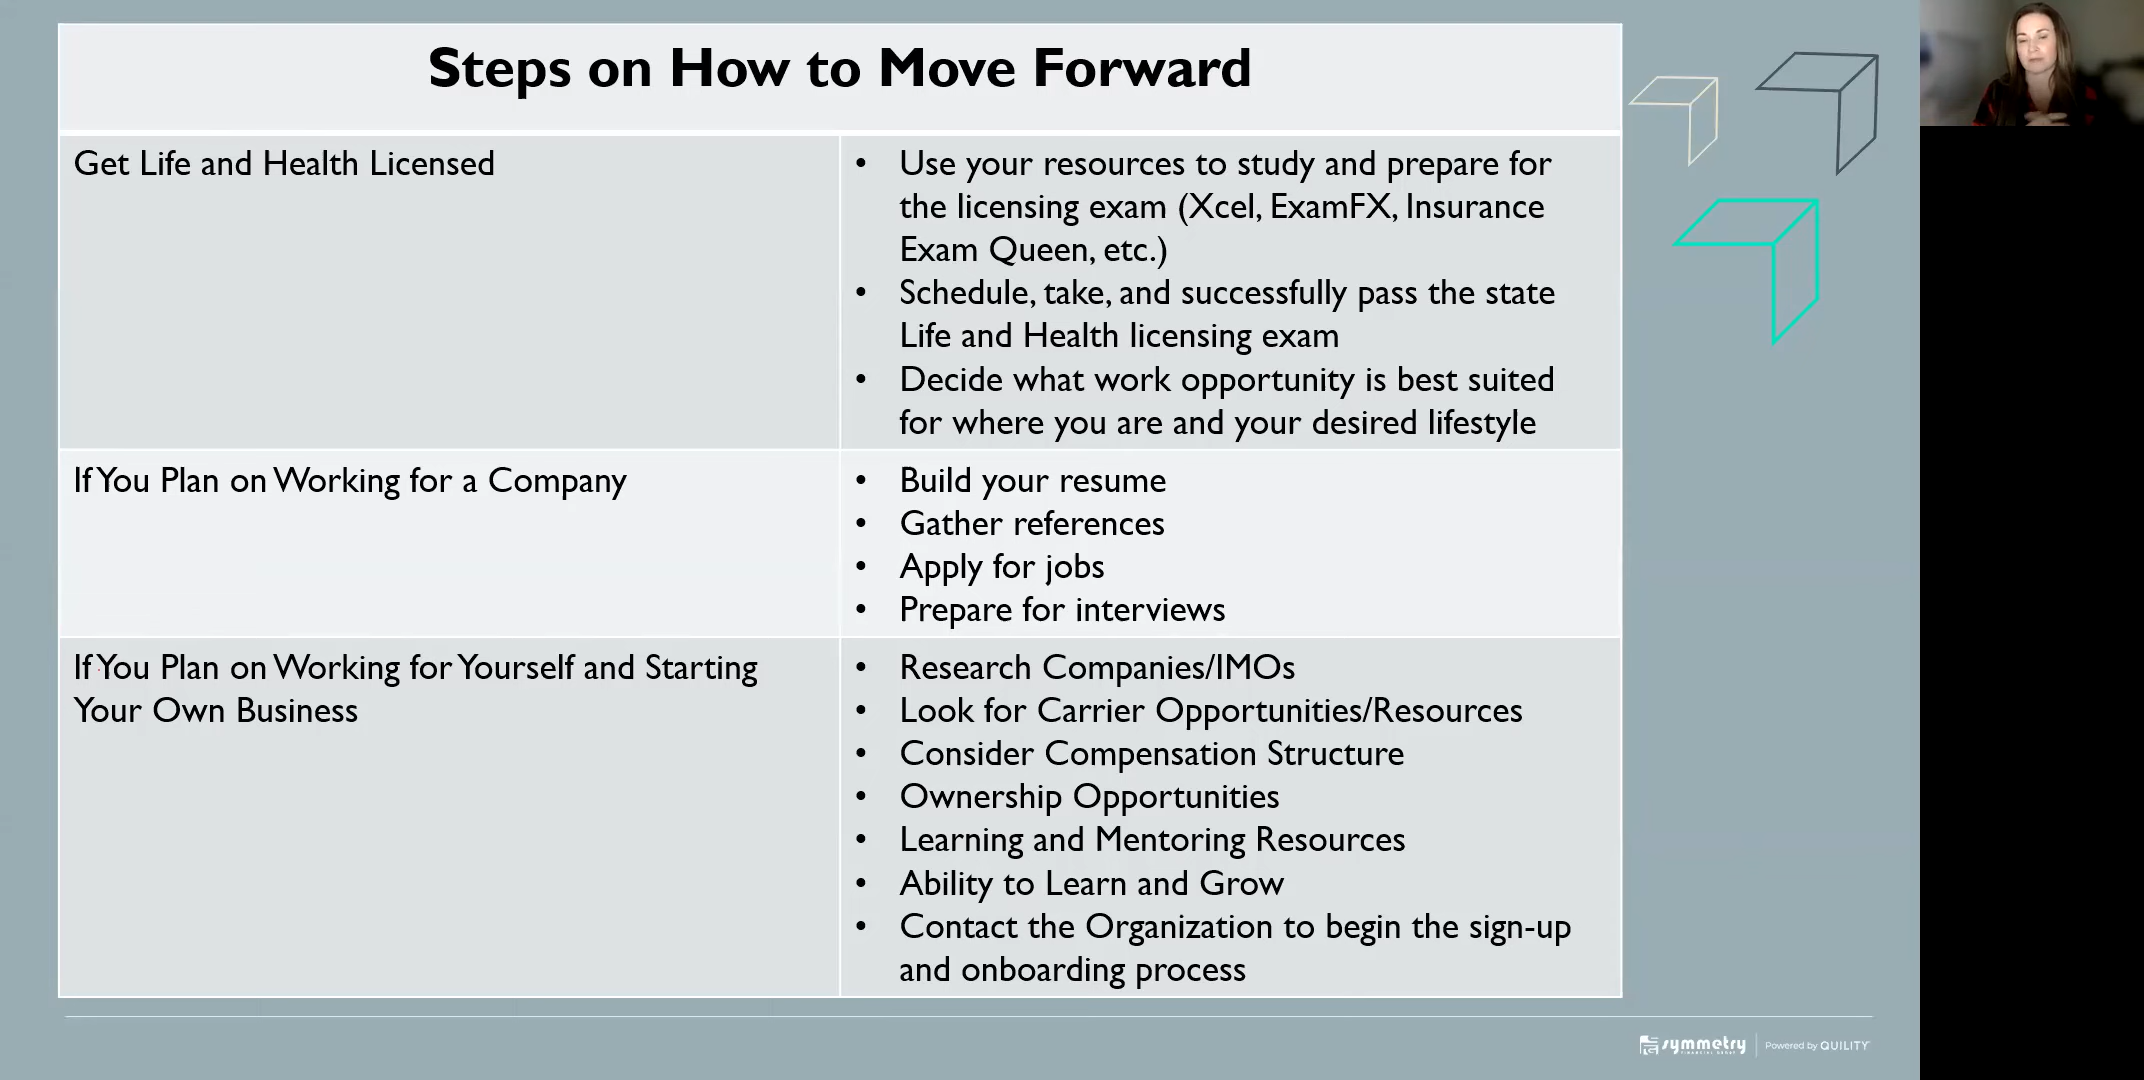 Steps on How to Move Forward
Get Life and Health Licensed
• Use your resources to study and prepare for
the licensing exam (Xcel, ExamFX, Insurance
Exam Queen, etc.)
• Schedule, take, and successfully pass the state
Life and Health licensing exam
• Decide what work opportunity is best suited
for where you are and your desired lifestyle
If You Plan on Working for a Company
• Build your resume
• Gather references
• Apply for jobs
• Prepare for interviews
If You Plan on Working for Yourself and Starting
Your Own Business
• Research Companies/IMOs
• Look for Carrier Opportunities/Resources
• Consider Compensation Structure
• Ownership Opportunities
• Learning and Mentoring Resources
• Ability to Learn and Grow
• Contact the Organization to begin the sign-up
and onboarding process
symmetry
FINANCIAL GROUP
Powered by QUILITY